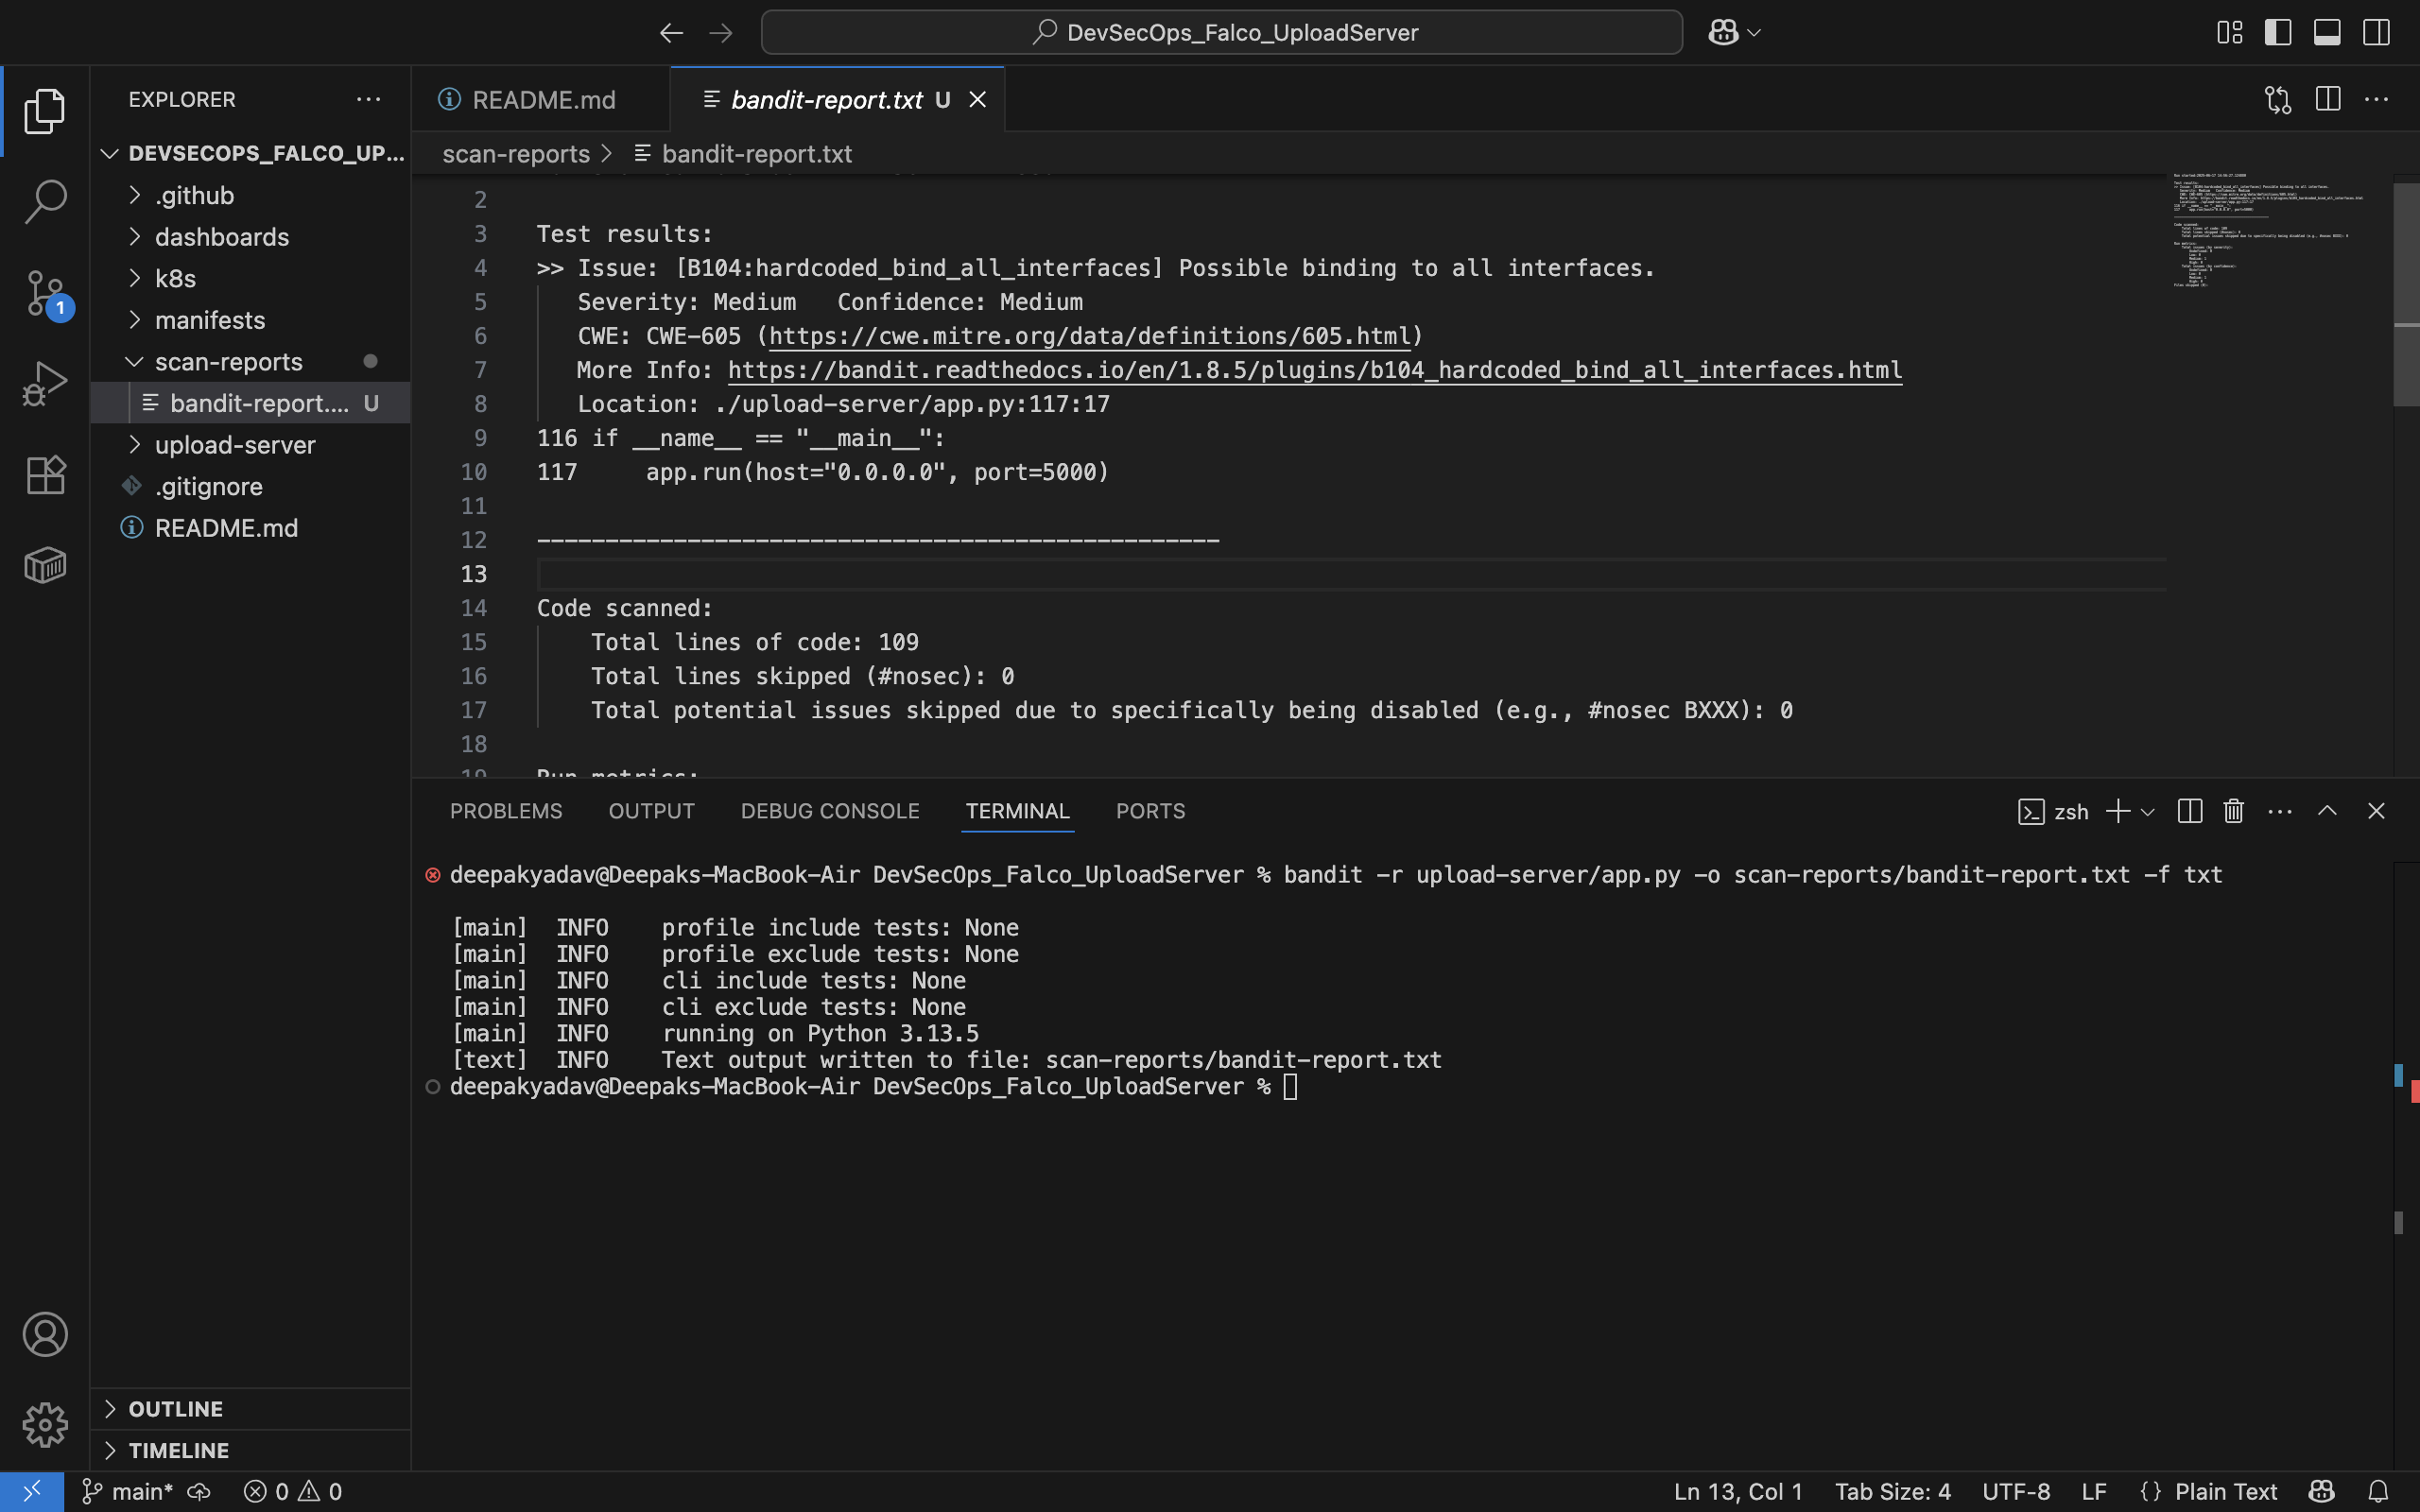 DevSecOps_Falco_UploadServer
EXPLORER
DEVSECOPS_FALCO_UP...
.github
dashboards
k8s
manifests
scan-reports
bandit-report.... U
upload-server
.gitignore
README.md
OUTLINE
TIMELINE
README.md
bandit-report.txt U
scan-reports > bandit-report.txt
2
3 Test results:
4 >> Issue: [B104:hardcoded_bind_all_interfaces] Possible binding to all interfaces.
5 Severity: Medium   Confidence: Medium
6 CWE: CWE-605 (https://cwe.mitre.org/data/definitions/605.html)
7 More Info: https://bandit.readthedocs.io/en/1.8.5/plugins/b104_hardcoded_bind_all_interfaces.html
8 Location: ./upload-server/app.py:117:17
9 116 if __name__ == "__main__":
10 117     app.run(host="0.0.0.0", port=5000)
11
12 --------------------------------------------------
13
14 Code scanned:
15 Total lines of code: 109
16 Total lines skipped (#nosec): 0
17 Total potential issues skipped due to specifically being disabled (e.g., #nosec BXXX): 0
18
19 Run metrics:
PROBLEMS OUTPUT DEBUG CONSOLE TERMINAL PORTS
zsh
deepakyadav@Deepaks-MacBook-Air DevSecOps_Falco_UploadServer % bandit -r upload-server/app.py -o scan-reports/bandit-report.txt -f txt
[main]  INFO    profile include tests: None
[main]  INFO    profile exclude tests: None
[main]  INFO    cli include tests: None
[main]  INFO    cli exclude tests: None
[main]  INFO    running on Python 3.13.5
[text]  INFO    Text output written to file: scan-reports/bandit-report.txt
deepakyadav@Deepaks-MacBook-Air DevSecOps_Falco_UploadServer %
1
main* 0 0
Ln 13, Col 1 Tab Size: 4 UTF-8 LF {} Plain Text